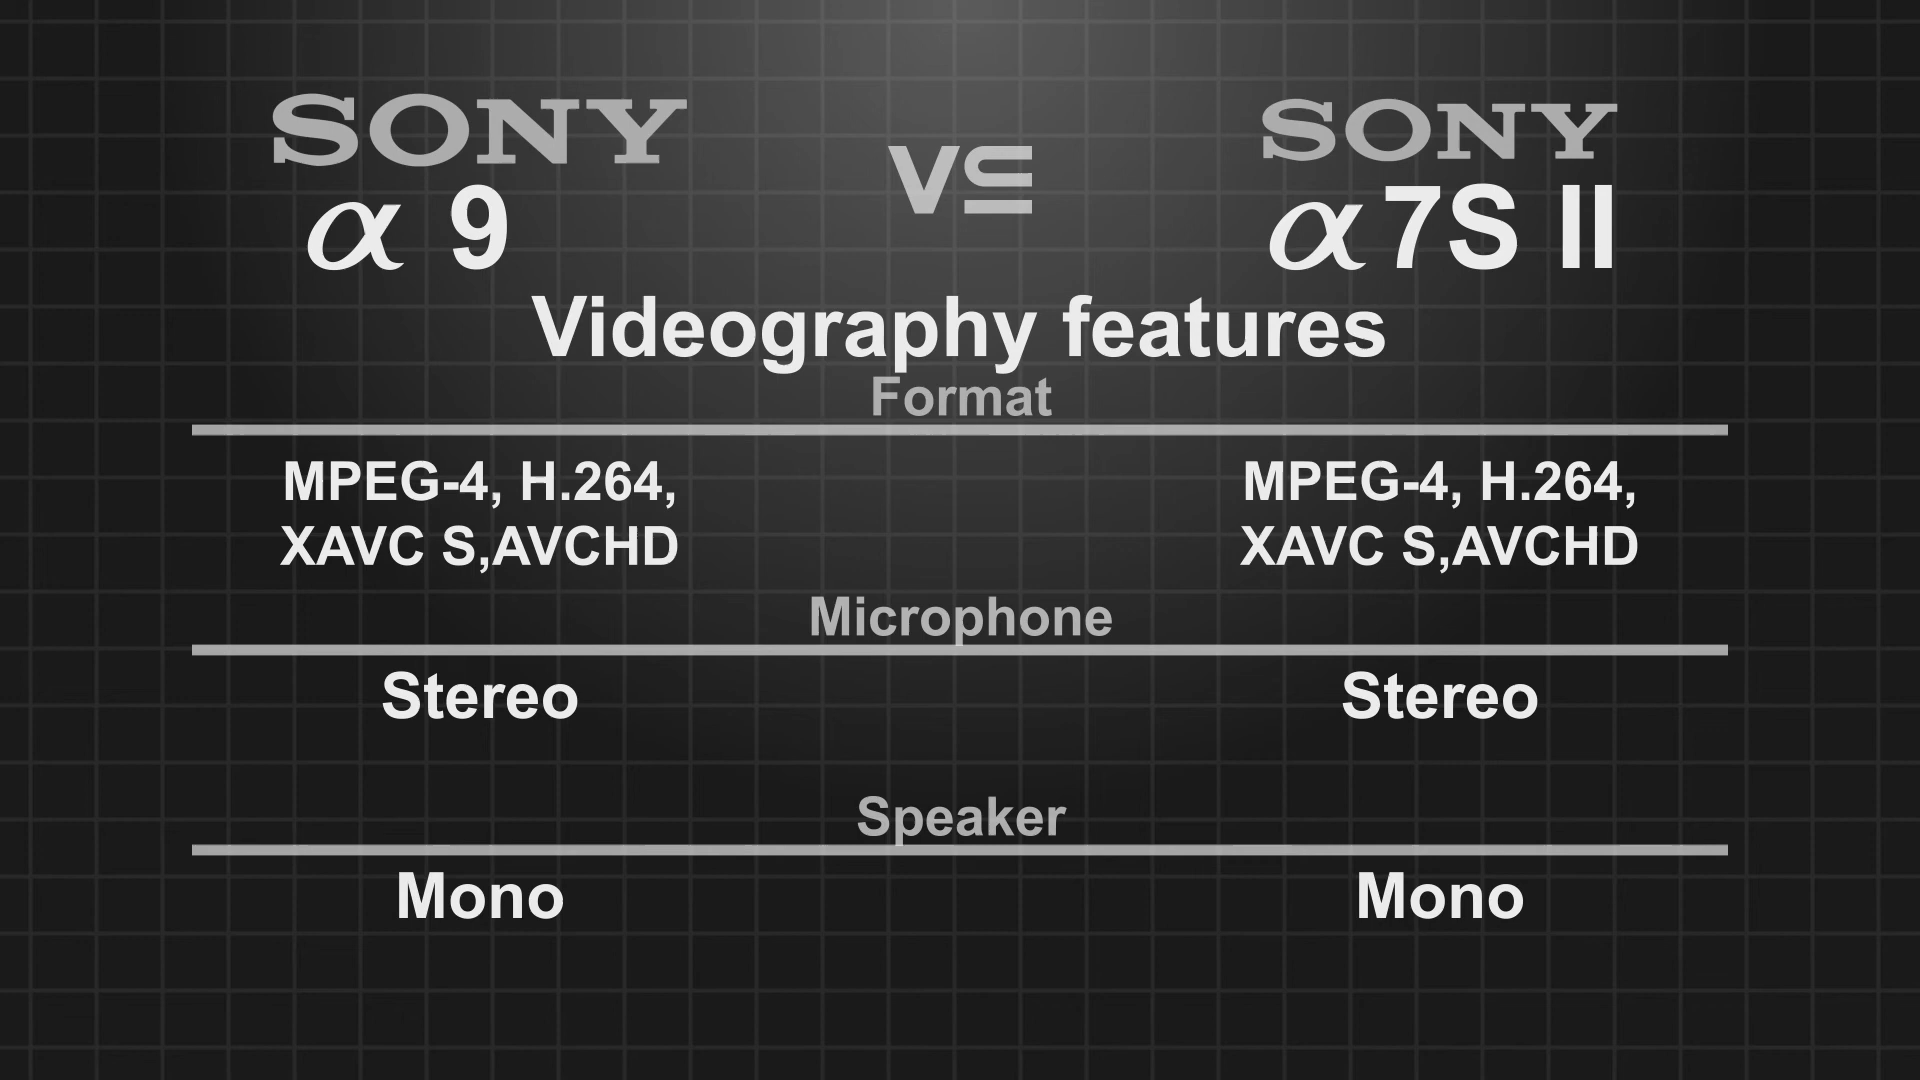 SONY VS SONY
α 9 α7S II
Videography features
Format
MPEG-4, H.264, MPEG-4, H.264,
XAVC S,AVCHD XAVC S,AVCHD
Microphone
Stereo Stereo
Speaker
Mono Mono